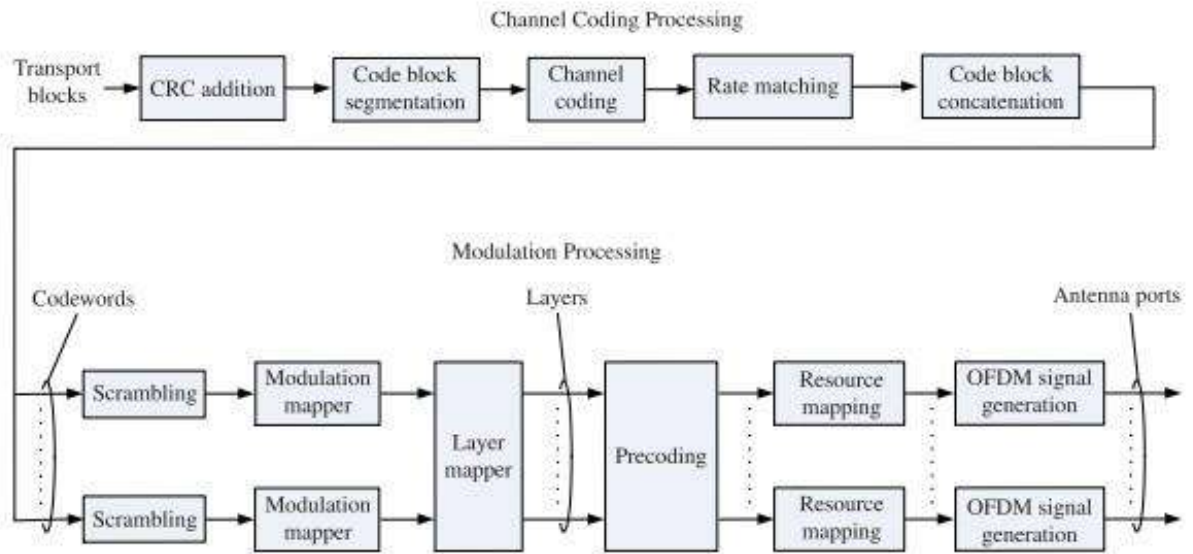 Channel Coding Processing
Transport
blocks
CRC addition
Code block
segmentation
Channel
coding
Rate matching
Code block
concatenation
Modulation Processing
Codewords
Layers
Antenna ports
Scrambling
Modulation
mapper
Layer
mapper
Precoding
Resource
mapping
OFDM signal
generation
Scrambling
Modulation
mapper
Resource
mapping
OFDM signal
generation